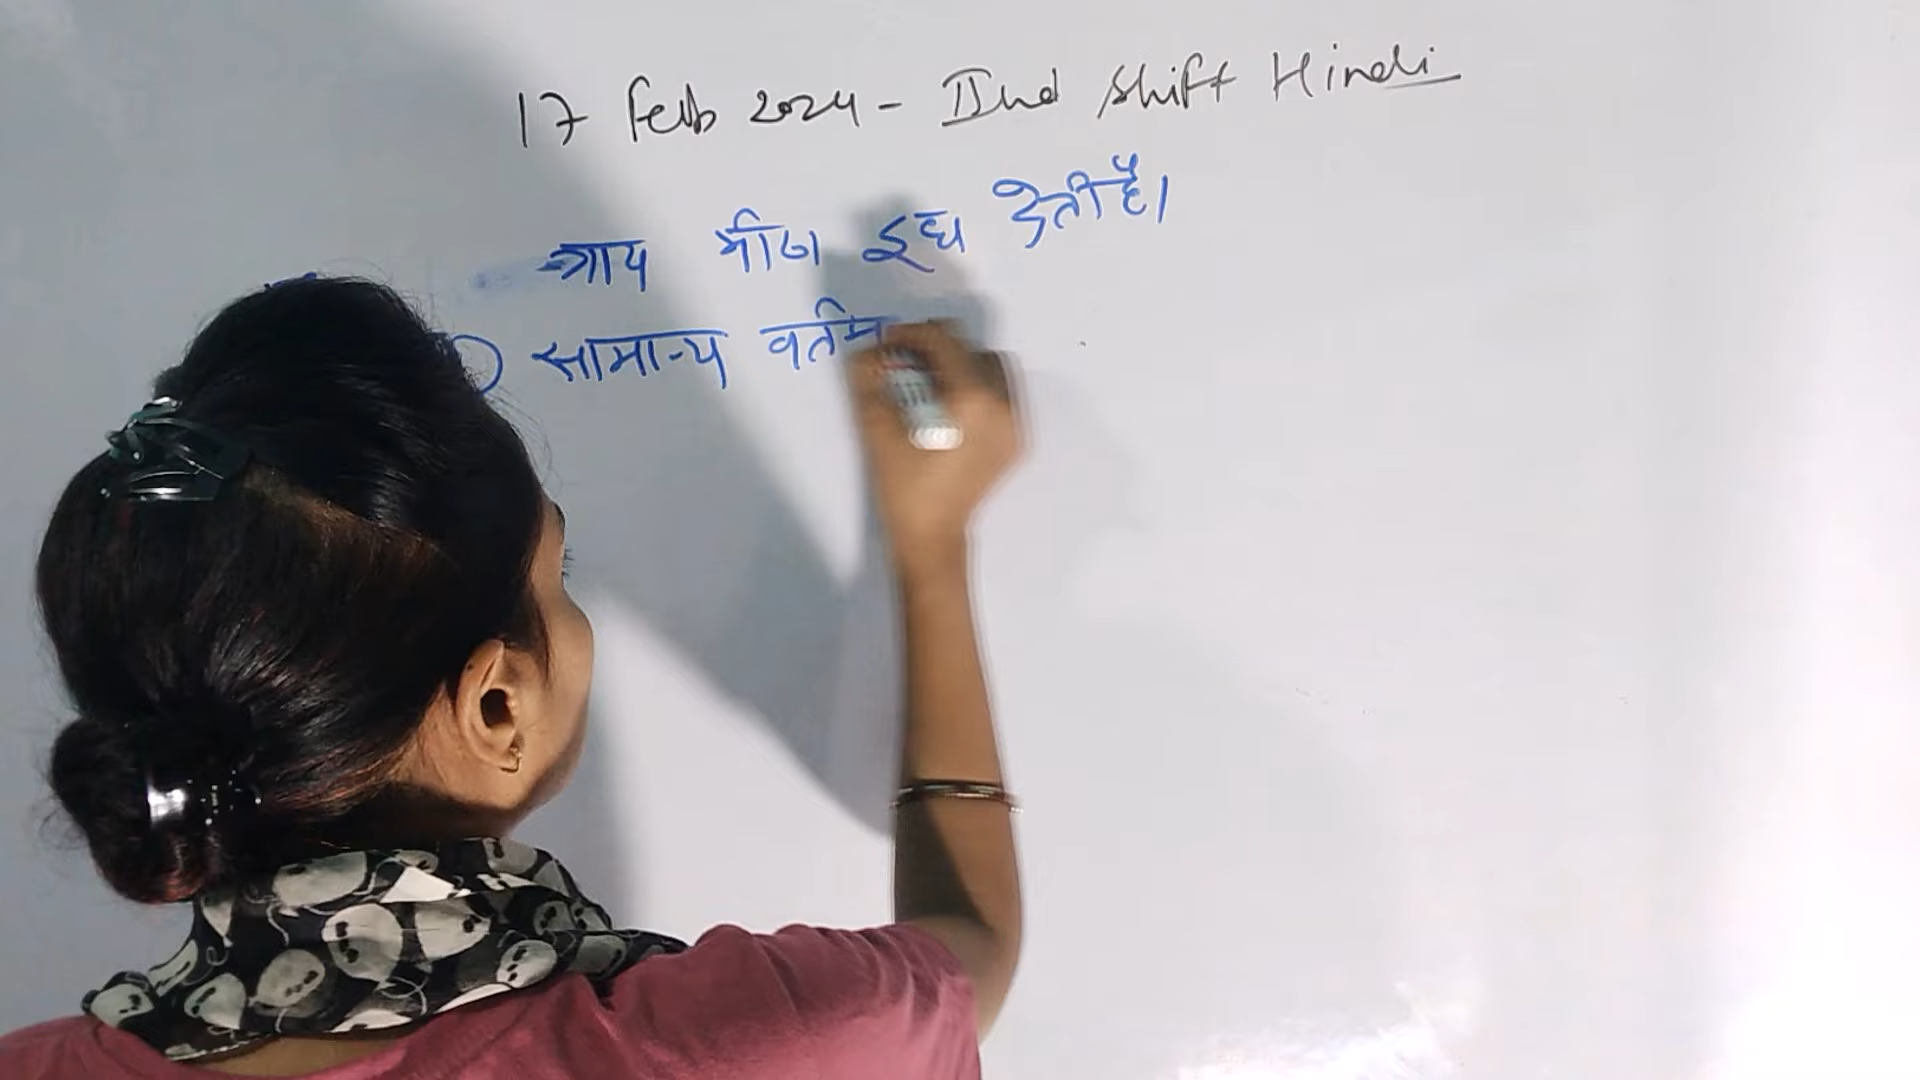 17 Feb 2024 - IInd Shift Hindi
गाय मीठा दूध देती है।
सामान्य वर्तम